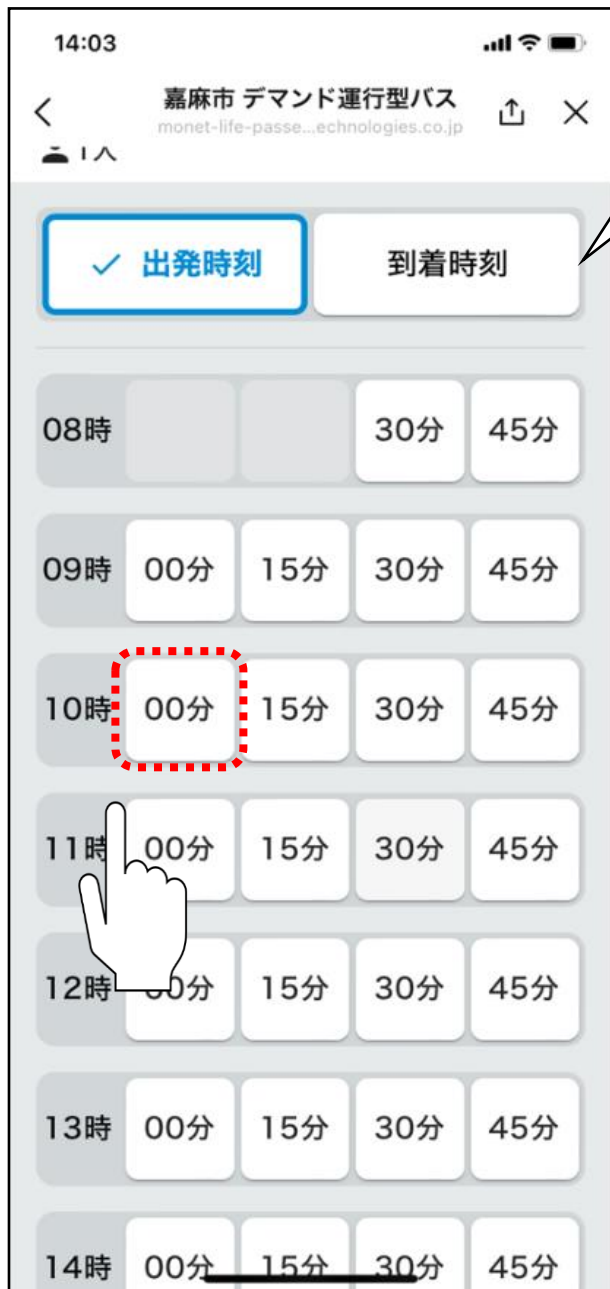 14:03
嘉麻市 デマンド運行型バス
monet-life-passe...echnologies.co.jp
出発時刻 到着時刻
08時 30分 45分
09時 00分 15分 30分 45分
10時 00分 15分 30分 45分
11時 00分 15分 30分 45分
12時 00分 15分 30分 45分
13時 00分 15分 30分 45分
14時 00分 15分 30分 45分